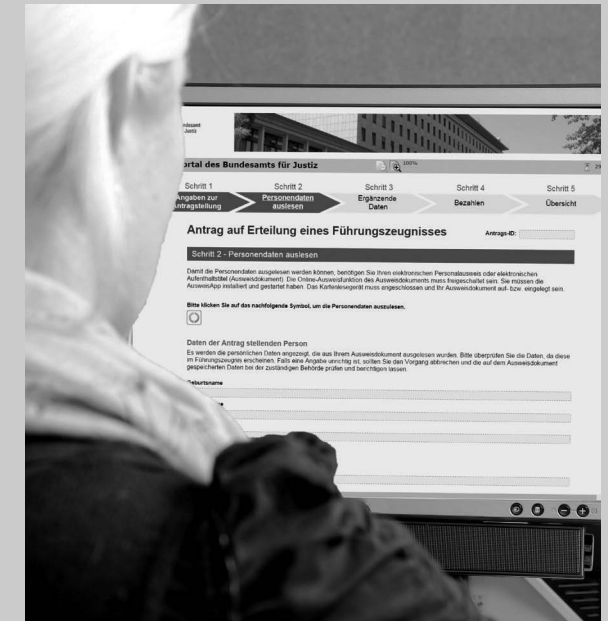 Justiz
ortal des Bundesamts für Justiz
100%
Schritt 1
Schritt 2
Schritt 3
Schritt 4
Schritt 5
Angaben zur
Antragstellung
Personendaten
auslesen
Ergänzende
Daten
Bezahlen
Übersicht
Antrag auf Erteilung eines Führungszeugnisses
Antrags-ID:
Schritt 2 - Personendaten auslesen
Damit die Personendaten ausgelesen werden können, benötigen Sie Ihren elektronischen Personalausweis oder elektronischen
Aufenthaltstitel (Ausweisdokument). Die Online-Ausweisfunktion des Ausweisdokuments muss freigeschaltet sein. Sie müssen die
AusweisApp installiert und gestartet haben. Das Kartenlesegerät muss angeschlossen und Ihr Ausweisdokument auf- bzw. eingelegt sein.
Bitte klicken Sie auf das nachfolgende Symbol, um die Personendaten auszulesen.
Daten der Antrag stellenden Person
Es werden die persönlichen Daten angezeigt, die aus Ihrem Ausweisdokument ausgelesen wurden. Bitte überprüfen Sie die Daten, da diese
im Führungszeugnis erscheinen. Falls eine Angabe unrichtig ist, sollten Sie den Vorgang abbrechen und die auf dem Ausweisdokument
gespeicherten Daten bei der zuständigen Behörde prüfen und berichtigen lassen.
Geburtsname